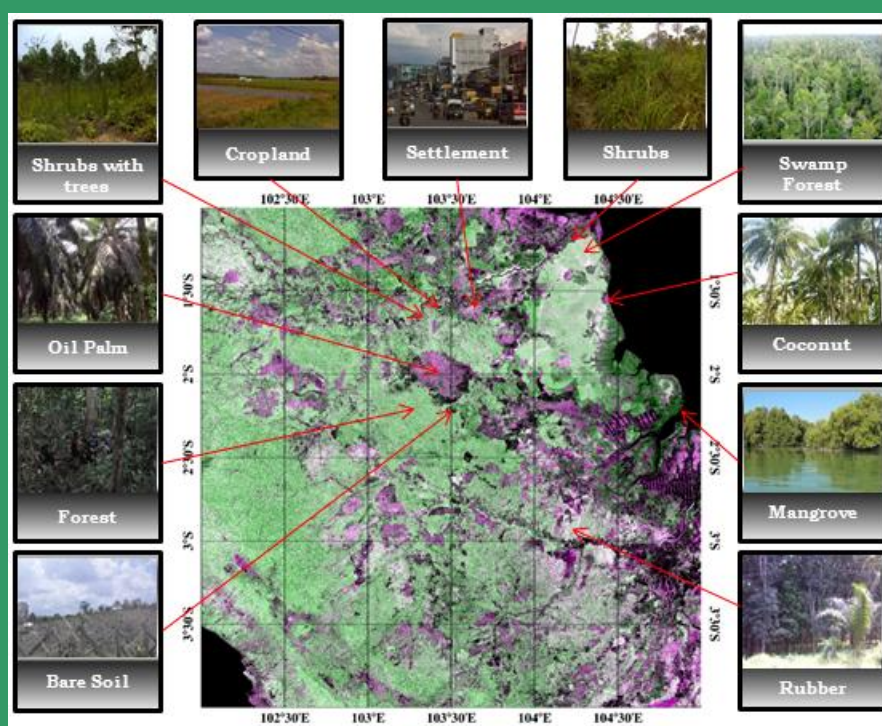 Shrubs with
trees
Cropland
Settlement
Shrubs
Swamp
Forest
102°30'E 103°E 103°30'E 104°E 104°30'E
Oil Palm
Coconut
Forest
Mangrove
Bare Soil
Rubber
1°30'S
2°S
2°30'S
3°S
3°30'S
1°30'S
2°S
2°30'S
3°S
3°30'S
102°30'E 103°E 103°30'E 104°E 104°30'E